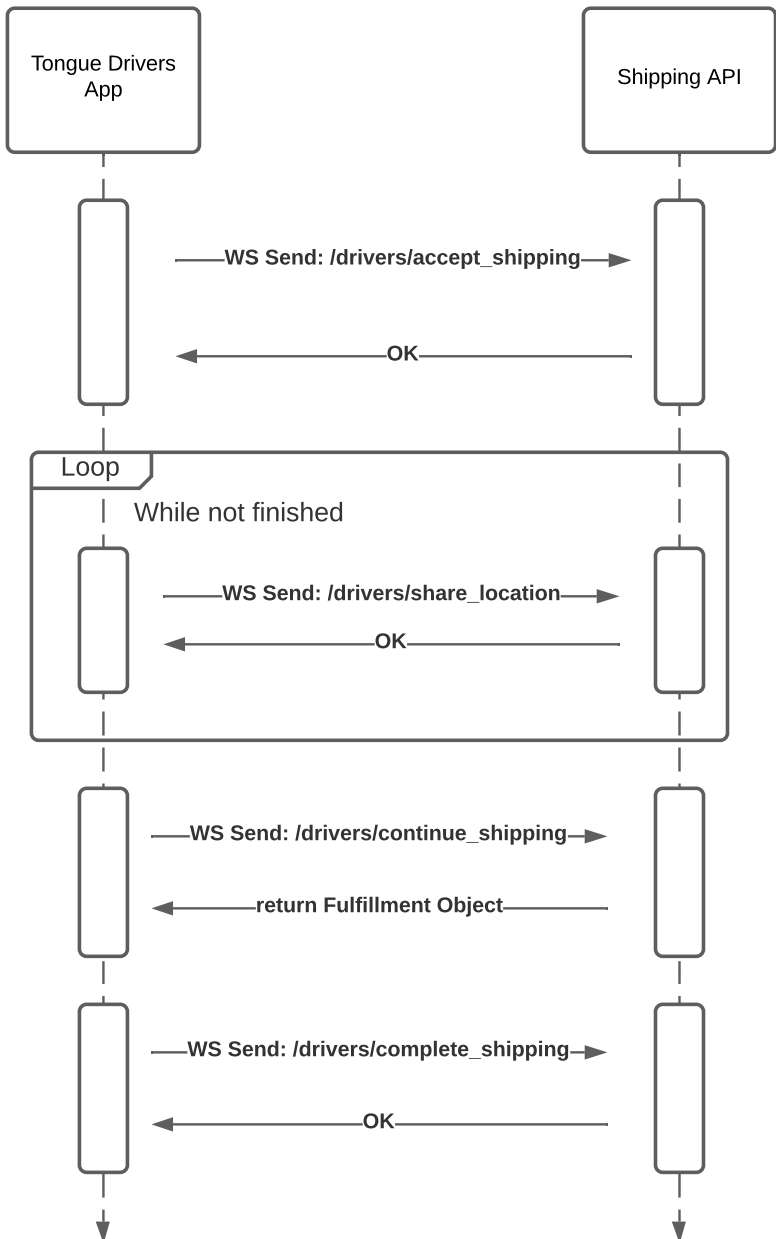 Tongue Drivers
App
Shipping API
WS Send: /drivers/accept_shipping
OK
Loop
While not finished
WS Send: /drivers/share_location
OK
WS Send: /drivers/continue_shipping
return Fulfillment Object
WS Send: /drivers/complete_shipping
OK